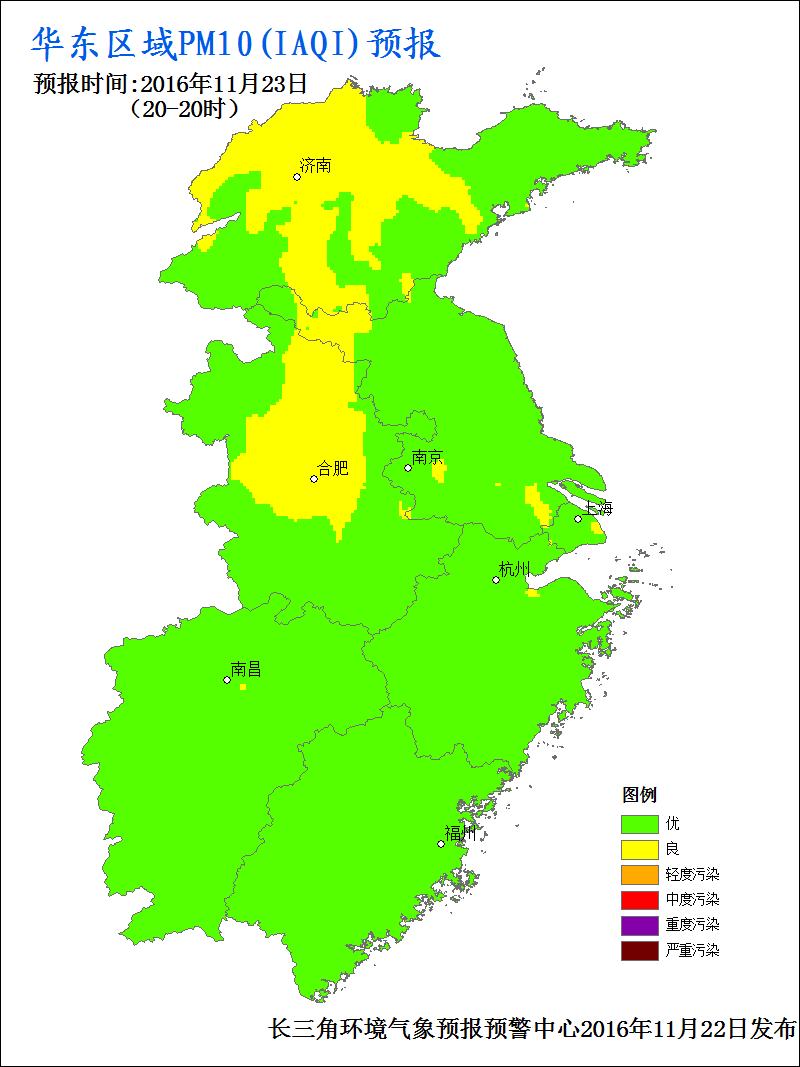 华东区域PM10(IAQI)预报
预报时间:2016年11月23日
（20-20时）
济南
合肥
南京
上海
杭州
南昌
福州
图例
优
良
轻度污染
中度污染
重度污染
严重污染
长三角环境气象预报预警中心2016年11月22日发布